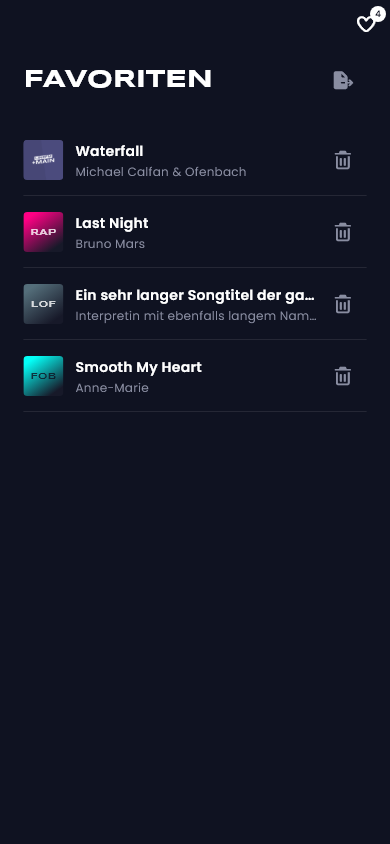 4
FAVORITEN
+MAIN
Waterfall
Michael Calfan & Ofenbach
RAP
Last Night
Bruno Mars
LOF
Ein sehr langer Songtitel der ga...
Interpretin mit ebenfalls langem Nam...
FOB
Smooth My Heart
Anne-Marie